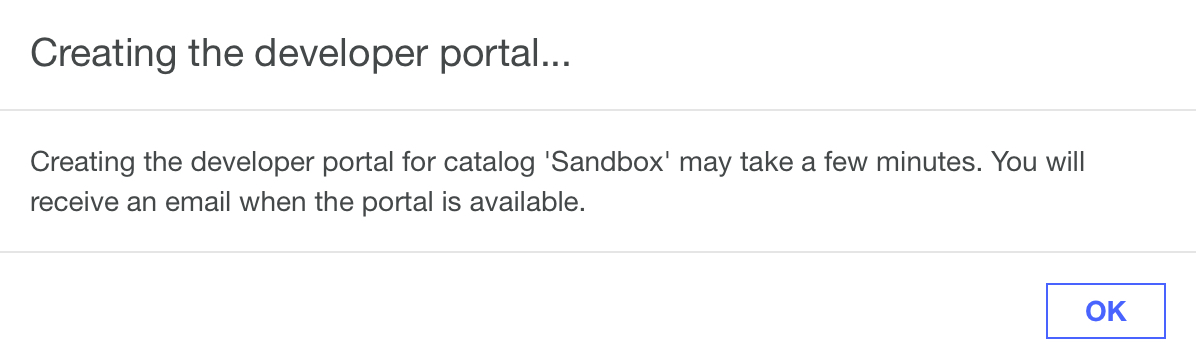 Creating the developer portal...
Creating the developer portal for catalog 'Sandbox' may take a few minutes. You will
receive an email when the portal is available.
OK